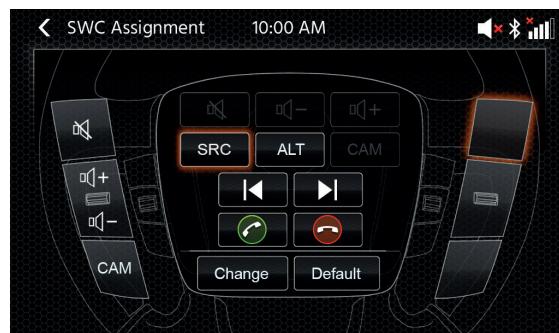 SWC Assignment 10:00 AM
SRC ALT CAM
CAM
Change Default